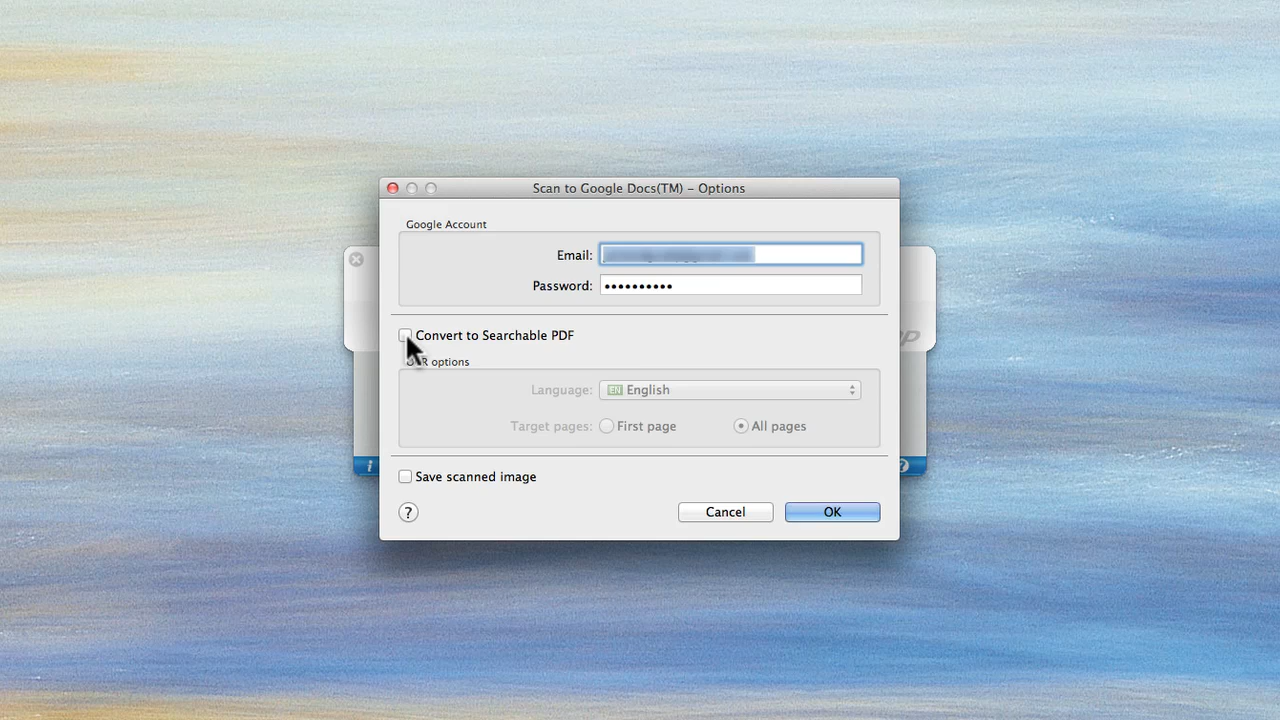 Scan to Google Docs(TM) – Options
Google Account
Email:
Password: ••••••••••
Convert to Searchable PDF
options
Language: EN English
Target pages: First page All pages
Save scanned image
? Cancel OK
i ?